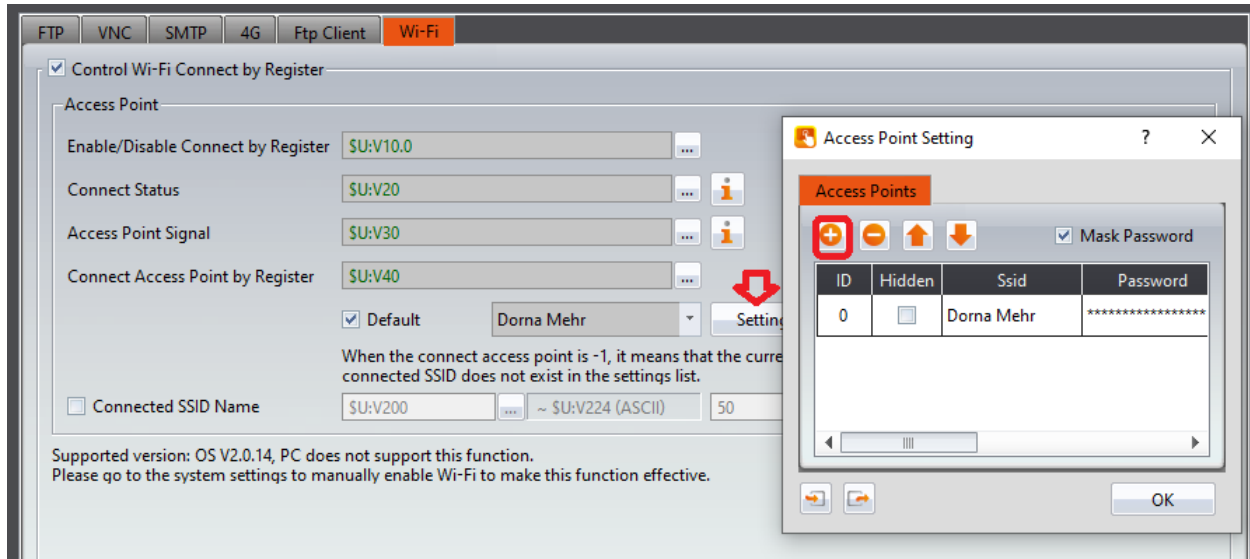 FTP VNC SMTP 4G Ftp Client Wi-Fi
Control Wi-Fi Connect by Register
Access Point
Enable/Disable Connect by Register $U:V10.0 ...
Connect Status $U:V20 ... i
Access Point Signal $U:V30 ... i
Connect Access Point by Register $U:V40 ...
Default Dorna Mehr Setting
When the connect access point is -1, it means that the curre
connected SSID does not exist in the settings list.
Connected SSID Name $U:V200 ... ~ $U:V224 (ASCII) 50
Supported version: OS V2.0.14, PC does not support this function.
Please go to the system settings to manually enable Wi-Fi to make this function effective.
Access Point Setting ?
Access Points
Mask Password
ID Hidden Ssid Password
0 Dorna Mehr *****************
OK